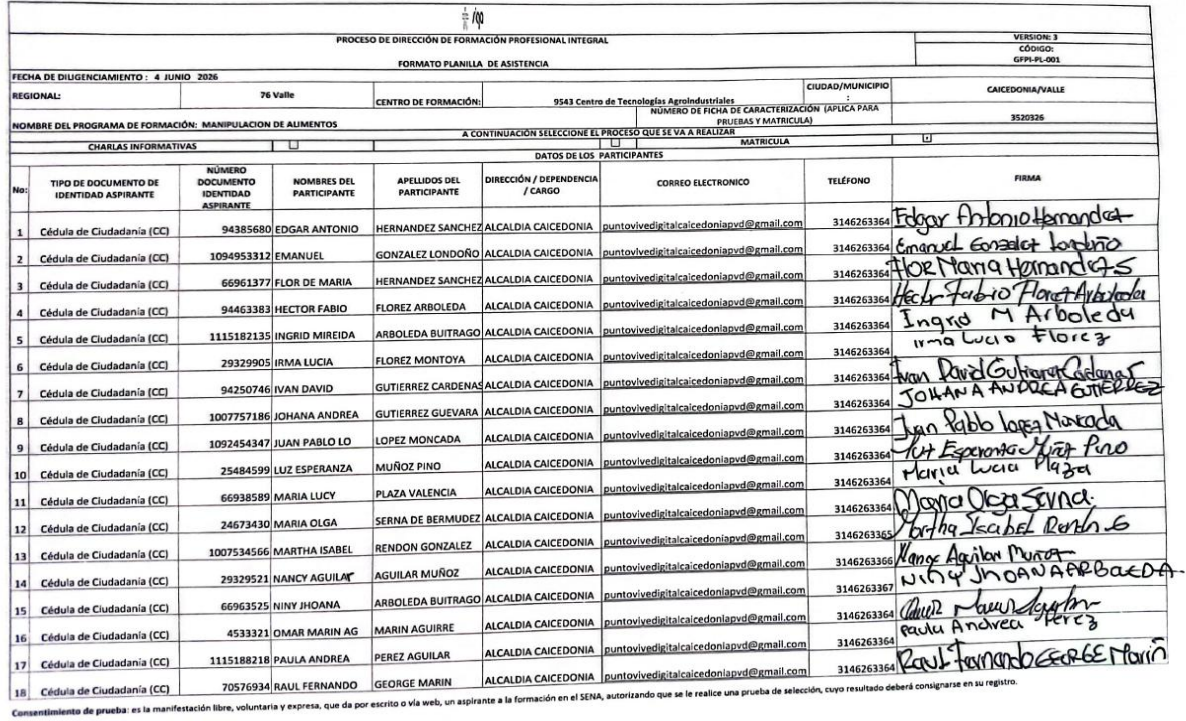 PROCESO DE DIRECCIÓN DE FORMACIÓN PROFESIONAL INTEGRAL
VERSION: 3
CÓDIGO:
GFPI-PL-001
FORMATO PLANILLA DE ASISTENCIA
FECHA DE DILIGENCIAMIENTO : 4 JUNIO 2026
REGIONAL: 76 Valle CENTRO DE FORMACIÓN: 9543 Centro de Tecnologías Agroindustriales CIUDAD/MUNICIPIO : CAICEDONIA/VALLE
NOMBRE DEL PROGRAMA DE FORMACIÓN: MANIPULACION DE ALIMENTOS NÚMERO DE FICHA DE CARACTERIZACIÓN (APLICA PARA PRUEBAS Y MATRICULA) 3520326
A CONTINUACIÓN SELECCIONE EL PROCESO QUE SE VA A REALIZAR
CHARLAS INFORMATIVAS MATRICULA
DATOS DE LOS PARTICIPANTES
No: TIPO DE DOCUMENTO DE IDENTIDAD ASPIRANTE NÚMERO DOCUMENTO IDENTIDAD ASPIRANTE NOMBRES DEL PARTICIPANTE APELLIDOS DEL PARTICIPANTE DIRECCIÓN / DEPENDENCIA / CARGO CORREO ELECTRONICO TELÉFONO FIRMA
1 Cédula de Ciudadanía (CC) 94385680 EDGAR ANTONIO HERNANDEZ SANCHEZ ALCALDIA CAICEDONIA puntovivedigitalcaicedoniapvd@gmail.com 3146263364 Edgar Antonio Hernandez
2 Cédula de Ciudadanía (CC) 1094953312 EMANUEL GONZALEZ LONDOÑO ALCALDIA CAICEDONIA puntovivedigitalcaicedoniapvd@gmail.com 3146263364 Emanuel Gonzalez Londoño
3 Cédula de Ciudadanía (CC) 66961377 FLOR DE MARIA HERNANDEZ SANCHEZ ALCALDIA CAICEDONIA puntovivedigitalcaicedoniapvd@gmail.com 3146263364 Flor Maria Hernandez S
4 Cédula de Ciudadanía (CC) 94463383 HECTOR FABIO FLOREZ ARBOLEDA ALCALDIA CAICEDONIA puntovivedigitalcaicedoniapvd@gmail.com 3146263364 Hectr Fabio Florez Arboleda
5 Cédula de Ciudadanía (CC) 1115182135 INGRID MIREIDA ARBOLEDA BUITRAGO ALCALDIA CAICEDONIA puntovivedigitalcaicedoniapvd@gmail.com 3146263364 Ingrid M Arboleda
6 Cédula de Ciudadanía (CC) 29329905 IRMA LUCIA FLOREZ MONTOYA ALCALDIA CAICEDONIA puntovivedigitalcaicedoniapvd@gmail.com 3146263364 Irma Lucia Florez
7 Cédula de Ciudadanía (CC) 94250746 IVAN DAVID GUTIERREZ CARDENAS ALCALDIA CAICEDONIA puntovivedigitalcaicedoniapvd@gmail.com 3146263364 Ivan David Gutierrez Cardenas
8 Cédula de Ciudadanía (CC) 1007757186 JOHANA ANDREA GUTIERREZ GUEVARA ALCALDIA CAICEDONIA puntovivedigitalcaicedoniapvd@gmail.com 3146263364 JOHANA ANDREA GUTIERREZ
9 Cédula de Ciudadanía (CC) 1092454347 JUAN PABLO LO LOPEZ MONCADA ALCALDIA CAICEDONIA puntovivedigitalcaicedoniapvd@gmail.com 3146263364 Juan Pablo Lopez Moncada
10 Cédula de Ciudadanía (CC) 25484599 LUZ ESPERANZA MUÑOZ PINO ALCALDIA CAICEDONIA puntovivedigitalcaicedoniapvd@gmail.com 3146263364 Luz Esperanza Muñoz Pino
11 Cédula de Ciudadanía (CC) 66938589 MARIA LUCY PLAZA VALENCIA ALCALDIA CAICEDONIA puntovivedigitalcaicedoniapvd@gmail.com 3146263364 Maria Lucia Plaza
12 Cédula de Ciudadanía (CC) 24673430 MARIA OLGA SERNA DE BERMUDEZ ALCALDIA CAICEDONIA puntovivedigitalcaicedoniapvd@gmail.com 3146263364 Maria Olga Serna.
13 Cédula de Ciudadanía (CC) 1007534566 MARTHA ISABEL RENDON GONZALEZ ALCALDIA CAICEDONIA puntovivedigitalcaicedoniapvd@gmail.com 3146263365 Martha Isabel Rendon G
14 Cédula de Ciudadanía (CC) 29329521 NANCY AGUILAR AGUILAR MUÑOZ ALCALDIA CAICEDONIA puntovivedigitalcaicedoniapvd@gmail.com 3146263366 Nancy Aguilar Muñoz
15 Cédula de Ciudadanía (CC) 66963525 NINY JHOANA ARBOLEDA BUITRAGO ALCALDIA CAICEDONIA puntovivedigitalcaicedoniapvd@gmail.com 3146263367 NINY JHOANA ARBOLEDA.
16 Cédula de Ciudadanía (CC) 4533321 OMAR MARIN AG MARIN AGUIRRE ALCALDIA CAICEDONIA puntovivedigitalcaicedoniapvd@gmail.com 3146263364
17 Cédula de Ciudadanía (CC) 1115188218 PAULA ANDREA PEREZ AGUILAR ALCALDIA CAICEDONIA puntovivedigitalcaicedoniapvd@gmail.com 3146263364 Paula Andrea Perez
18 Cédula de Ciudadanía (CC) 70576934 RAUL FERNANDO GEORGE MARIN ALCALDIA CAICEDONIA puntovivedigitalcaicedoniapvd@gmail.com 3146263364 Raul Fernando GEORGE Marin
Consentimiento de prueba: es la manifestación libre, voluntaria y expresa, que da por escrito o vía web, un aspirante a la formación en el SENA, autorizando que se le realice una prueba de selección, cuyo resultado deberá consignarse en su registro.